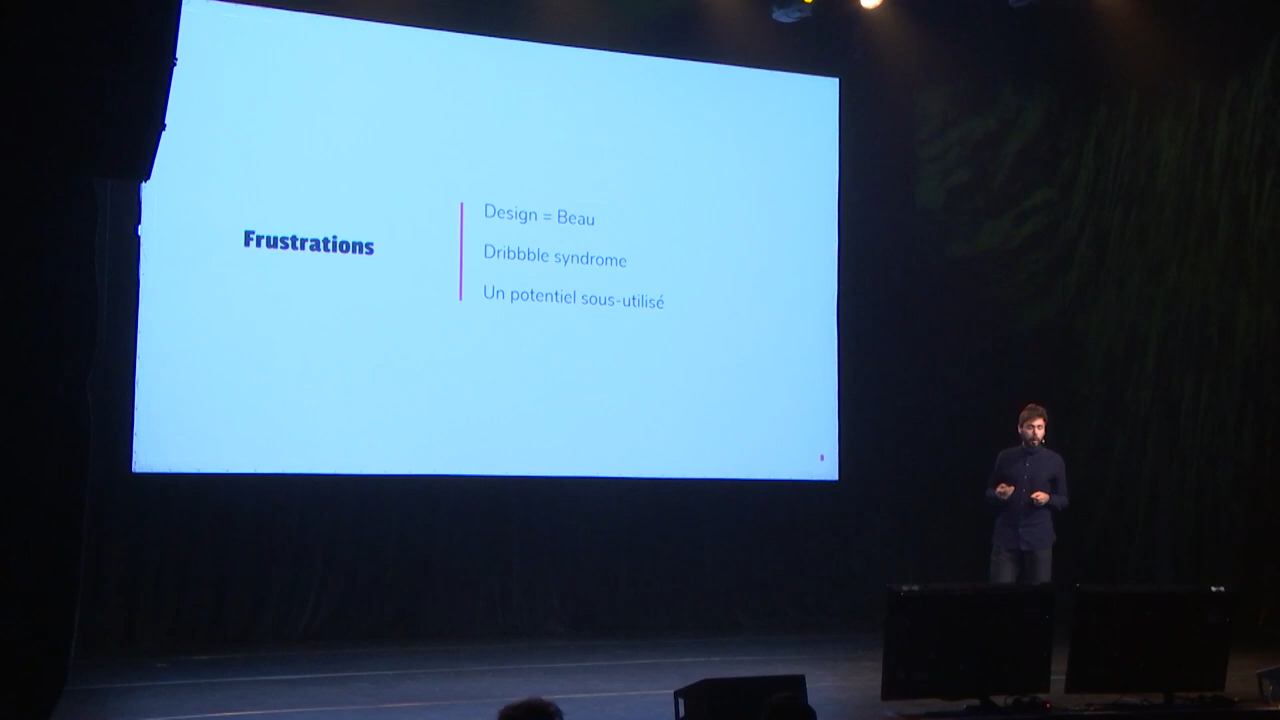 Frustrations
Design = Beau
Dribbble syndrome
Un potentiel sous-utilisé